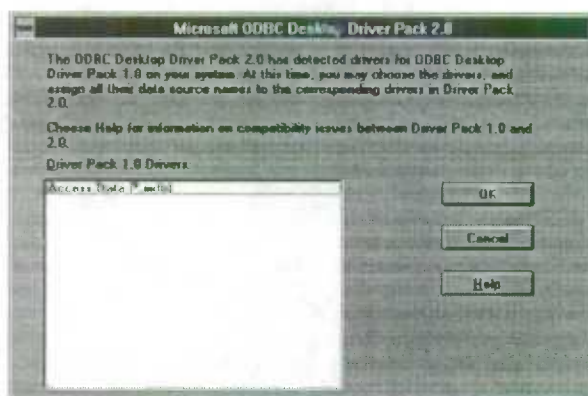 Microsoft ODBC Desktop Driver Pack 2.0
The ODBC Desktop Driver Pack 2.0 has detected drivers for ODBC Desktop
Driver Pack 1.0 on your system. At this time, you may choose the drivers, and
assign all their data source names to the corresponding drivers in Driver Pack
2.0.
Choose Help for information on compatibility issues between Driver Pack 1.0 and
2.0.
Driver Pack 1.0 Drivers:
Access Data (*.mdb)
OK
Cancel
Help